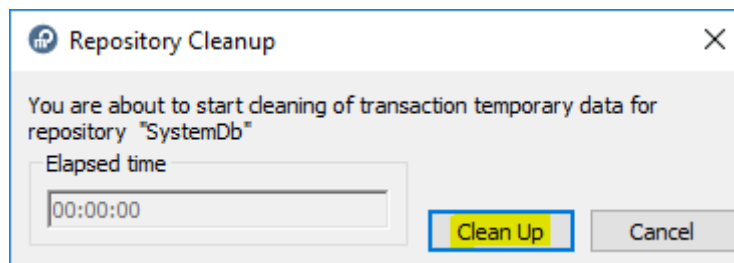 Repository Cleanup
You are about to start cleaning of transaction temporary data for
repository "SystemDb"
Elapsed time
00:00:00
Clean Up
Cancel